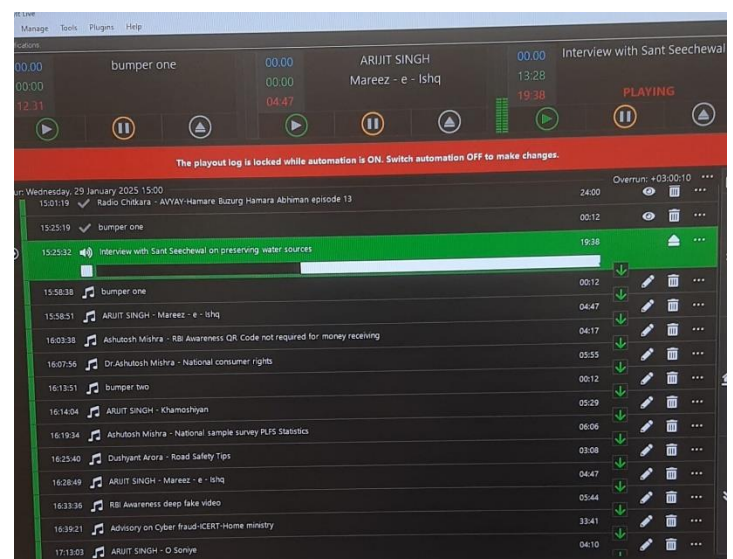 Manage Tools Plugins Help
00.00 bumper one
00:00
12.31
00.00 ARIJIT SINGH
00:00 Mareez - e - Ishq
04:47
00.00 Interview with Sant Seechewal
13:28
19:38 PLAYING
The playout log is locked while automation is ON. Switch automation OFF to make changes.
Wednesday, 29 January 2025 15:00 Overrun: +03:00:10
15:01:19 Radio Chitkara - AVYAY-Hamare Buzurg Hamara Abhiman episode 13 24:00
15:25:19 bumper one 00:12
15:25:32 Interview with Sant Seechewal on preserving water sources 19:38
15:58:38 bumper one 00:12
15:58:51 ARIJIT SINGH - Mareez - e - Ishq 04:47
16:03:38 Ashutosh Mishra - RBI Awareness QR Code not required for money receiving 04:17
16:07:56 Dr.Ashutosh Mishra - National consumer rights 05:55
16:13:51 bumper two 00:12
16:14:04 ARIJIT SINGH - Khamoshiyan 05:29
16:19:34 Ashutosh Mishra - National sample survey PLFS Statistics 06:06
16:25:40 Dushyant Arora - Road Safety Tips 03:08
16:28:49 ARIJIT SINGH - Mareez - e - Ishq 04:47
16:33:36 RBI Awareness deep fake video 05:44
16:39:21 Advisory on Cyber fraud-ICERT-Home ministry 33:41
17:13:03 ARIJIT SINGH - O Soniye 04:10